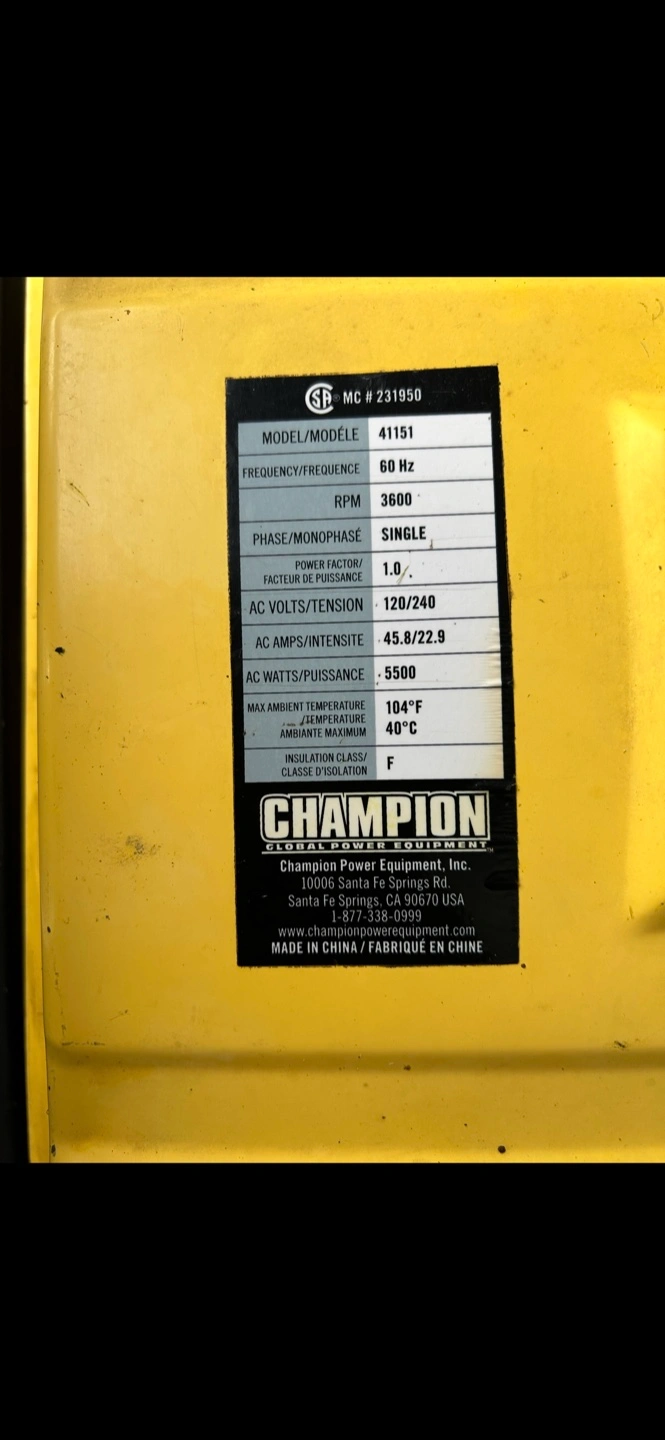 CSA® MC # 231950
MODEL/MODÉLE 41151
FREQUENCY/FREQUENCE 60 Hz
RPM 3600
PHASE/MONOPHASÉ SINGLE
POWER FACTOR/
FACTEUR DE PUISSANCE 1.0
AC VOLTS/TENSION 120/240
AC AMPS/INTENSITE 45.8/22.9
AC WATTS/PUISSANCE 5500
MAX AMBIENT TEMPERATURE 104°F
/TEMPERATURE
AMBIANTE MAXIMUM 40°C
INSULATION CLASS/
CLASSE D'ISOLATION F
CHAMPION
GLOBAL POWER EQUIPMENT™
Champion Power Equipment, Inc.
10006 Santa Fe Springs Rd.
Santa Fe Springs, CA 90670 USA
1-877-338-0999
www.championpowerequipment.com
MADE IN CHINA / FABRIQUÉ EN CHINE